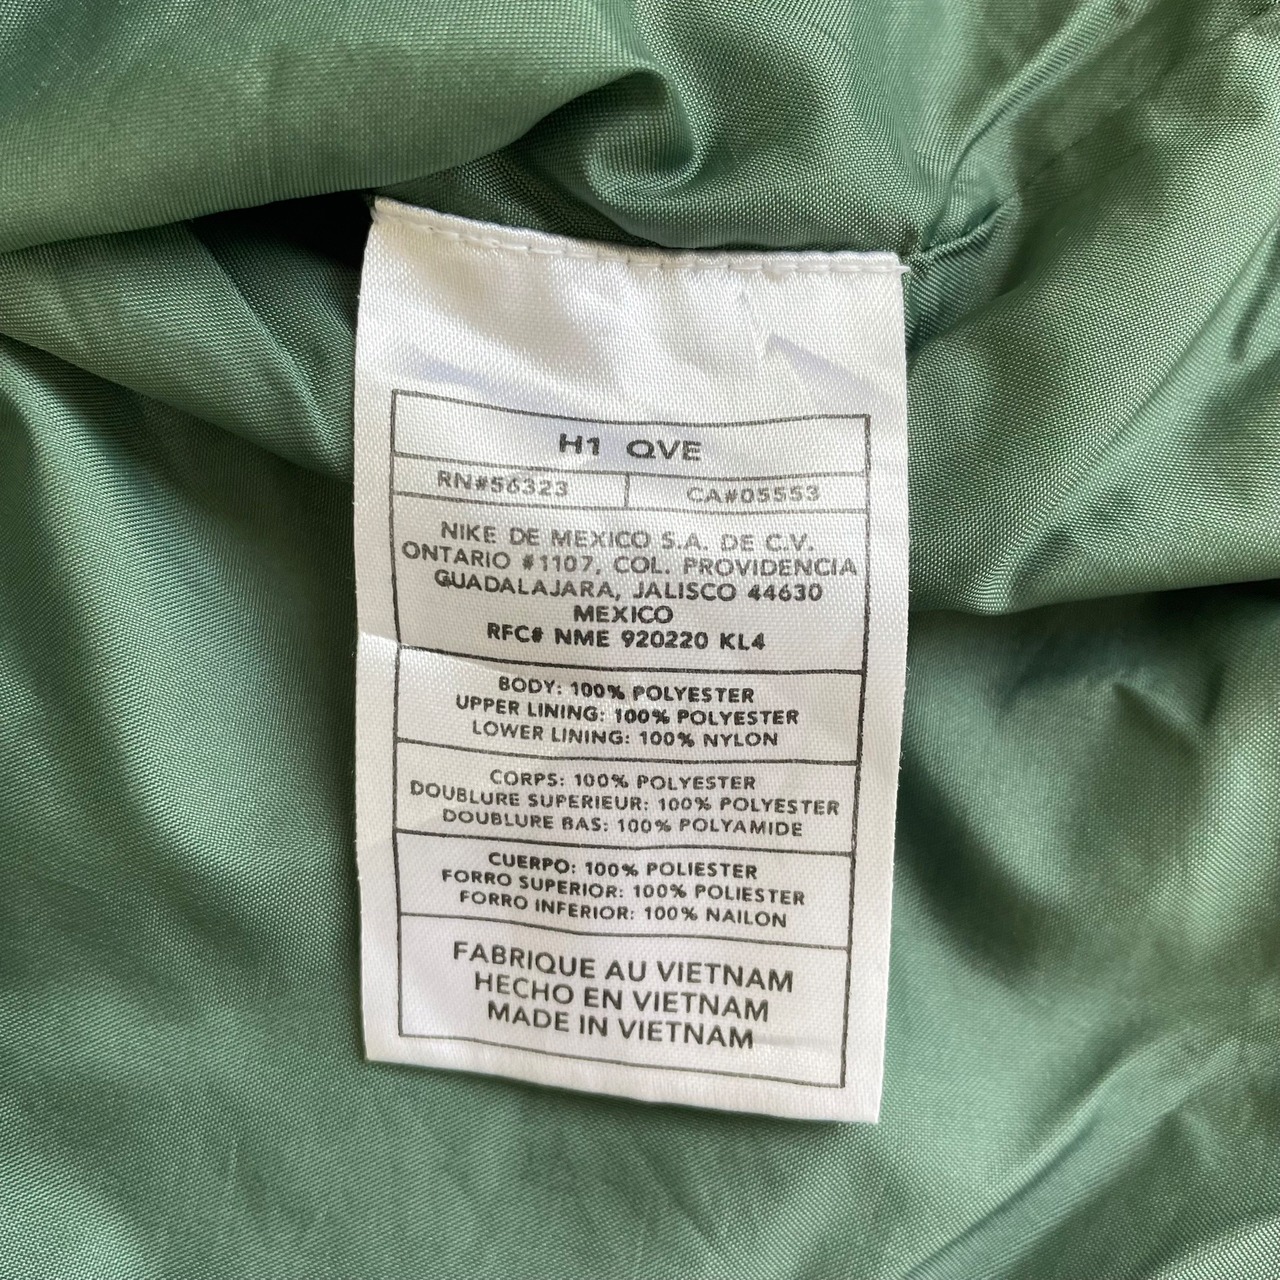 H1 QVE
RN#56323 CA#05553
NIKE DE MEXICO S.A. DE C.V.
ONTARIO #1107, COL. PROVIDENCIA
GUADALAJARA, JALISCO 44630
MEXICO
RFC# NME 920220 KL4
BODY: 100% POLYESTER
UPPER LINING: 100% POLYESTER
LOWER LINING: 100% NYLON
CORPS: 100% POLYESTER
DOUBLURE SUPERIEUR: 100% POLYESTER
DOUBLURE BAS: 100% POLYAMIDE
CUERPO: 100% POLIESTER
FORRO SUPERIOR: 100% POLIESTER
FORRO INFERIOR: 100% NAILON
FABRIQUE AU VIETNAM
HECHO EN VIETNAM
MADE IN VIETNAM